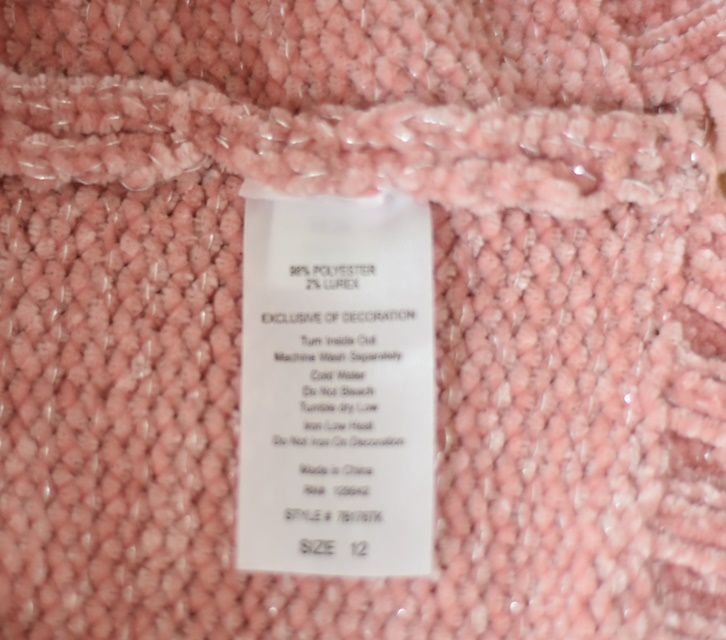 98% POLYESTER
2% LUREX
EXCLUSIVE OF DECORATION
Turn Inside Out
Machine Wash Separately
Cold Water
Do Not Bleach
Tumble dry Low
Iron Low Heat
Do Not Iron On Decoration
Made in China
RN#
STYLE #
SIZE 12